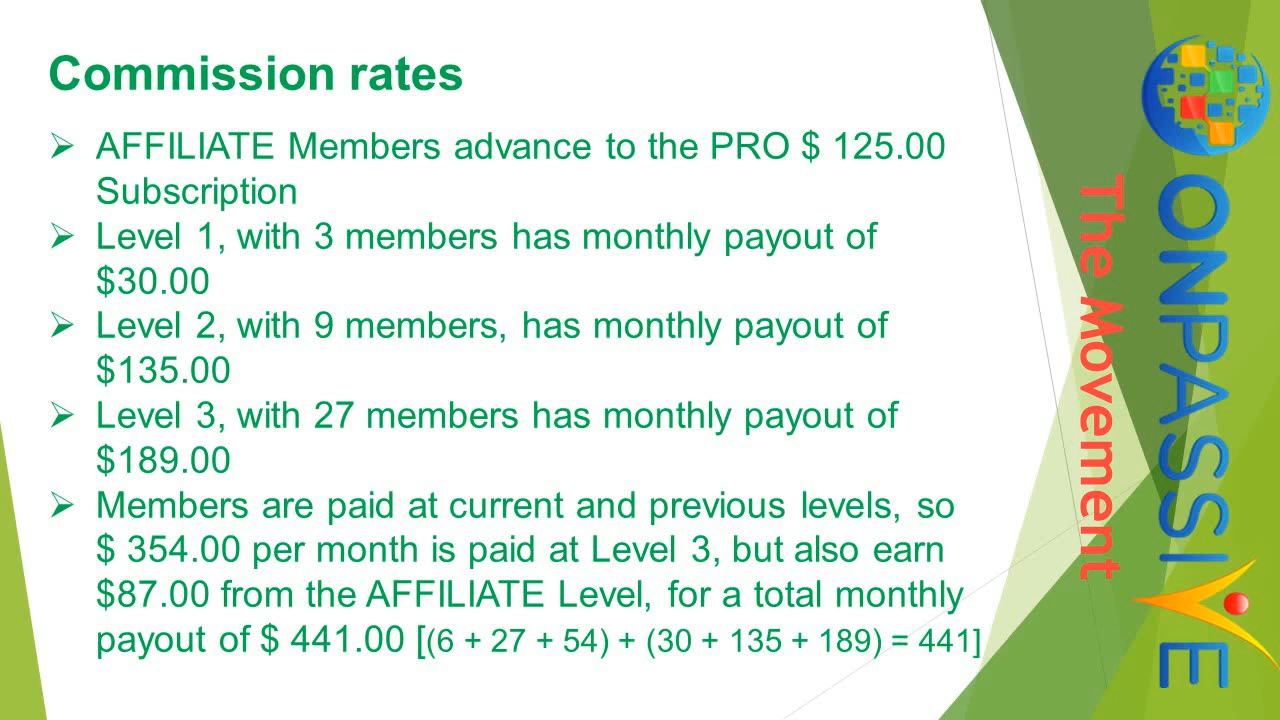 Commission rates
➢ AFFILIATE Members advance to the PRO $ 125.00
Subscription
➢ Level 1, with 3 members has monthly payout of
$30.00
➢ Level 2, with 9 members, has monthly payout of
$135.00
➢ Level 3, with 27 members has monthly payout of
$189.00
➢ Members are paid at current and previous levels, so
$ 354.00 per month is paid at Level 3, but also earn
$87.00 from the AFFILIATE Level, for a total monthly
payout of $ 441.00 [(6 + 27 + 54) + (30 + 135 + 189) = 441]
ONPASSIVE
The Movement